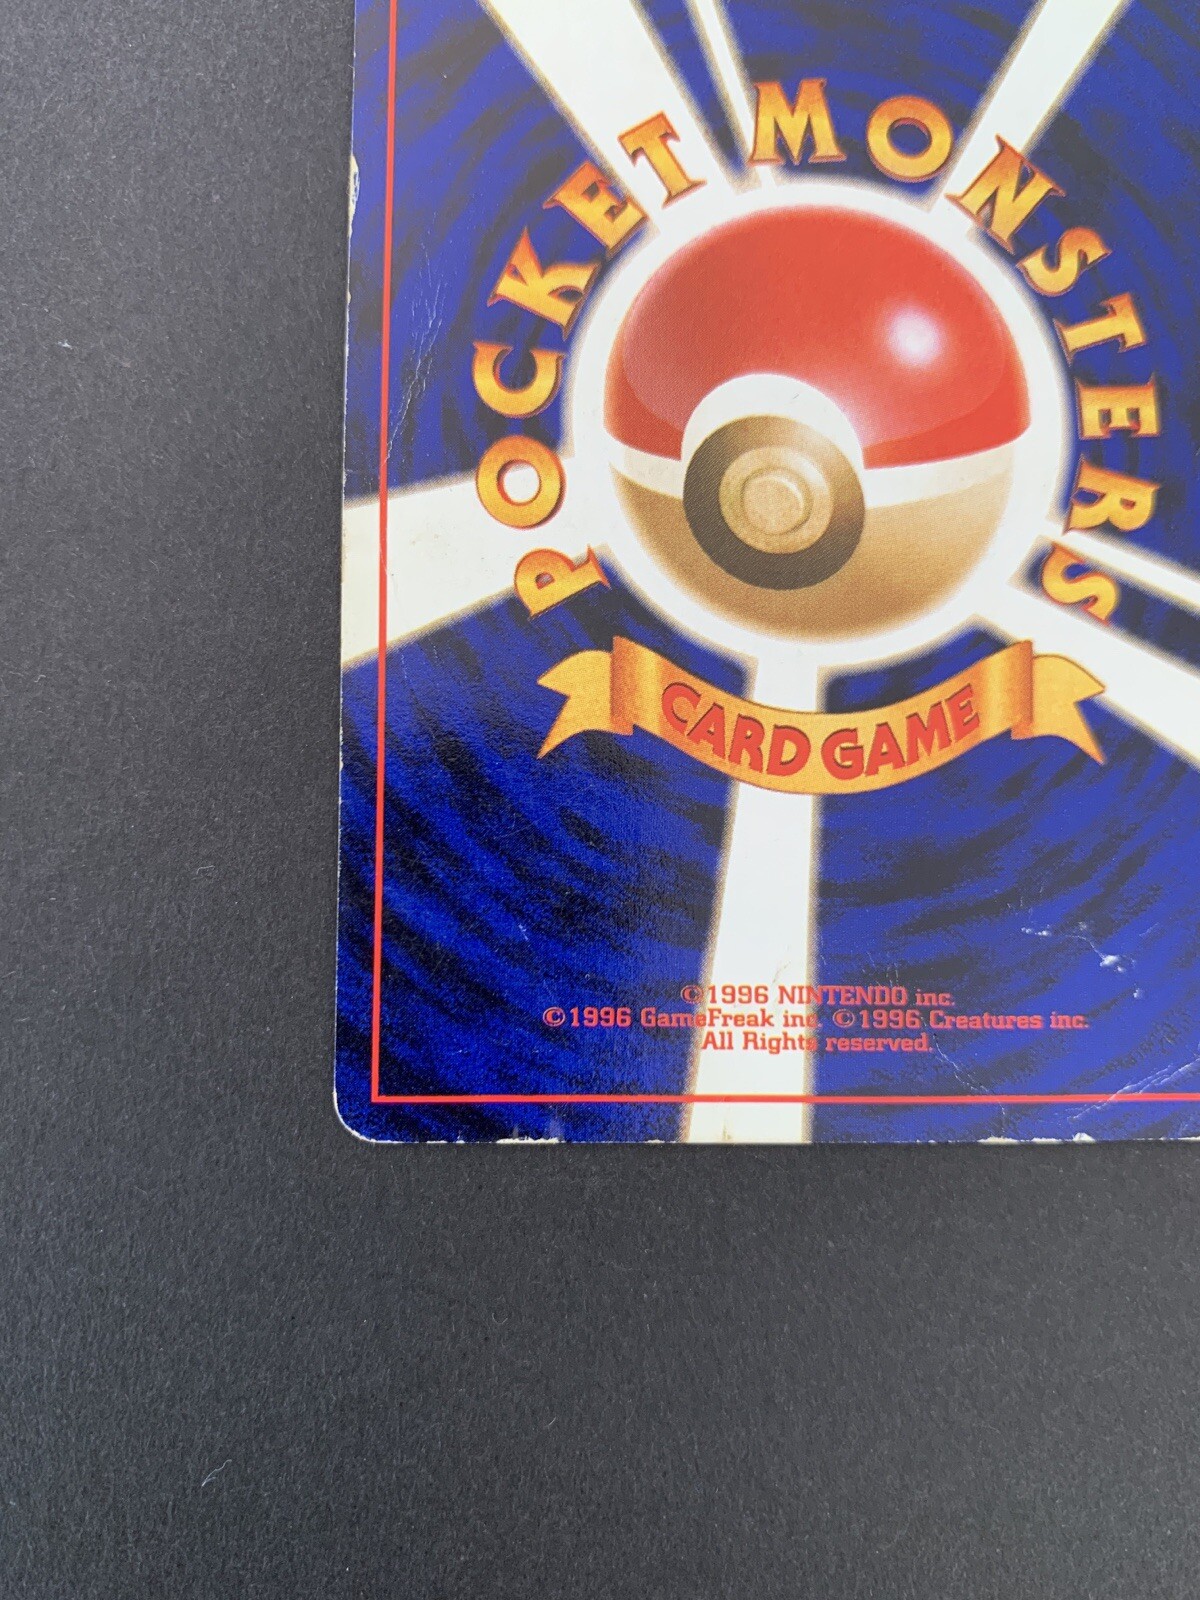 POCKET MONSTERS
CARD GAME
©1996 NINTENDO inc.
©1996 GameFreak inc. ©1996 Creatures inc.
All Rights reserved.